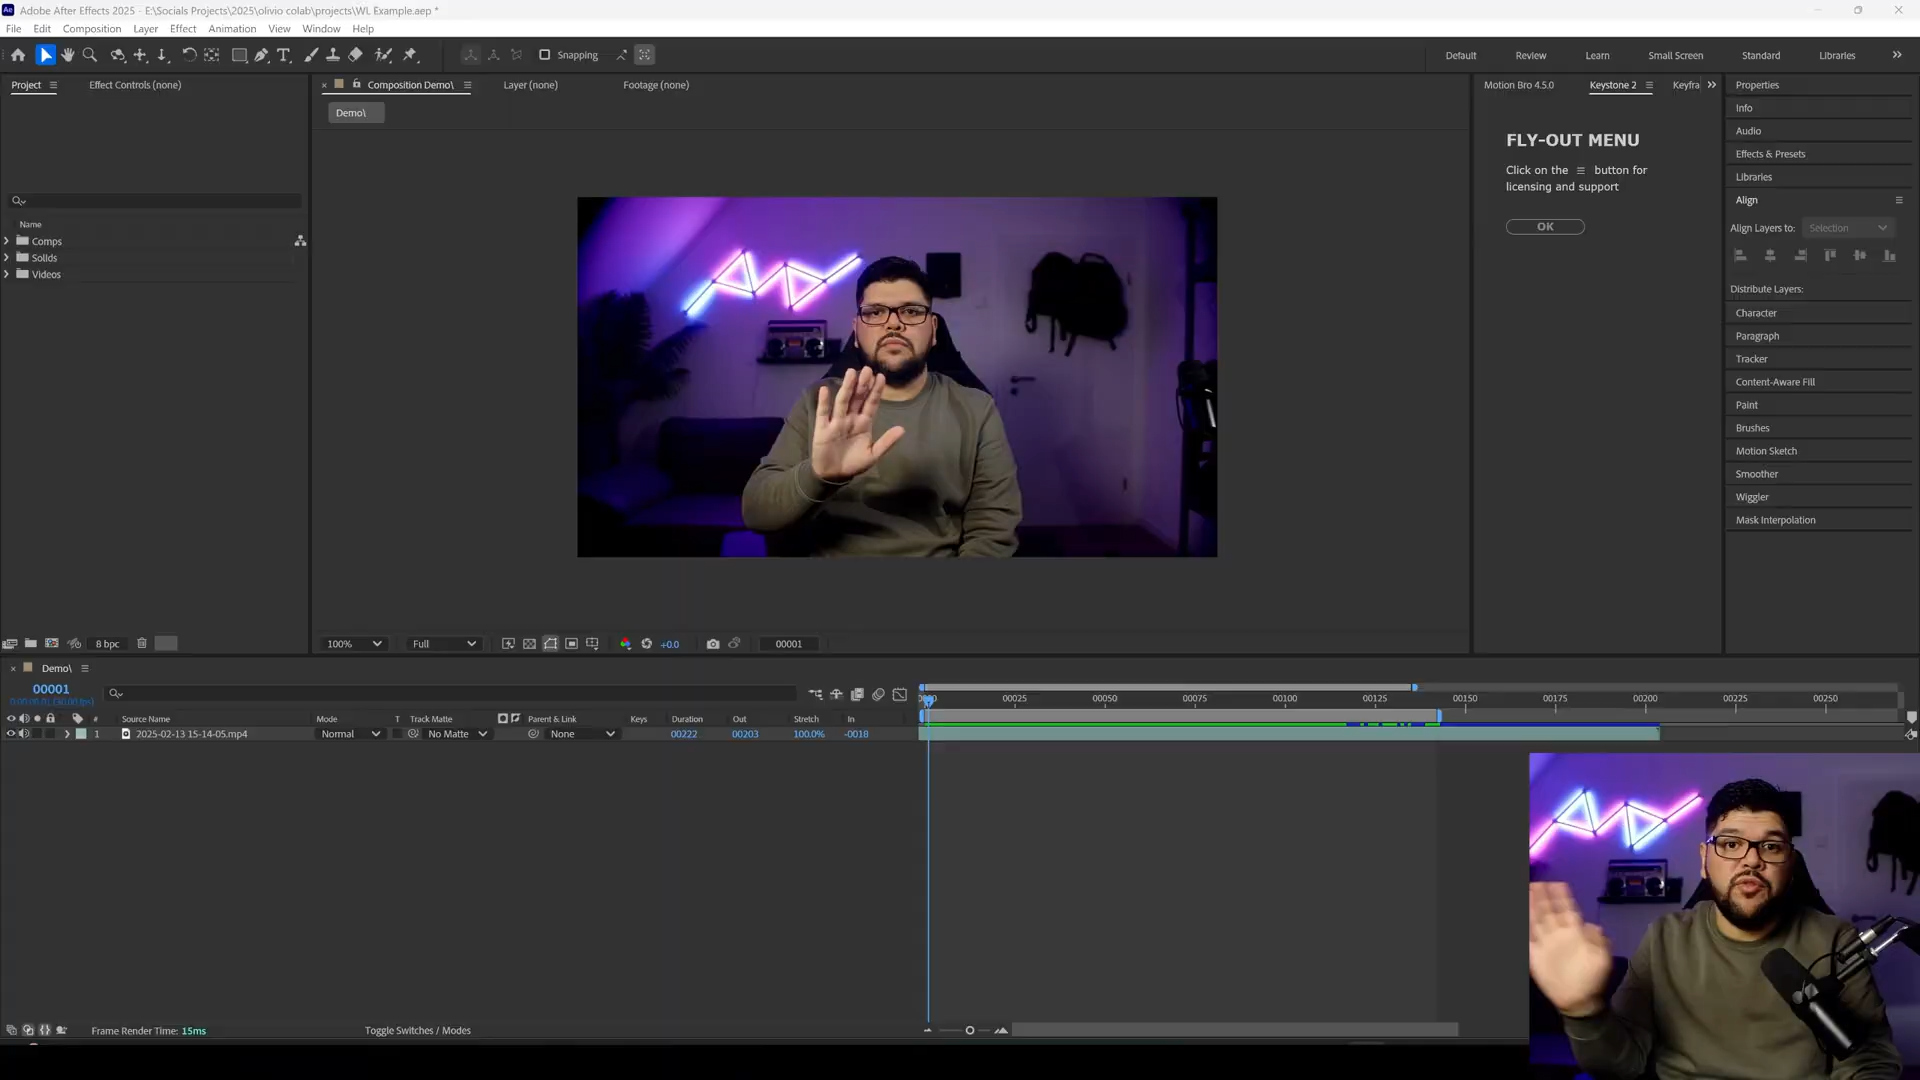 Adobe After Effects 2025 - E:\Socials Projects\2025\olivio colab\projects\WL Example.aep *
File Edit Composition Layer Effect Animation View Window Help
Snapping
Default Review Learn Small Screen Standard Libraries
Project Effect Controls (none)
Composition Demo\ Layer (none) Footage (none)
Demo\
Motion Bro 4.5.0 Keystone 2 Keyfra
FLY-OUT MENU
Click on the ≡ button for
licensing and support
OK
Properties
Info
Audio
Effects & Presets
Libraries
Align
Align Layers to: Selection
Distribute Layers:
Character
Paragraph
Tracker
Content-Aware Fill
Paint
Brushes
Motion Sketch
Smoother
Wiggler
Mask Interpolation
Name
Comps
Solids
Videos
8 bpc
100% Full +0.0 00001
Demo\
00001
00025 00050 00075 00100 00125 00150 00175 00200 00225 00250
# Source Name Mode T Track Matte Parent & Link Keys Duration Out Stretch In
1 2025-02-13 15-14-05.mp4 Normal No Matte None 00222 00203 100.0% -0018
Frame Render Time: 15ms Toggle Switches / Modes